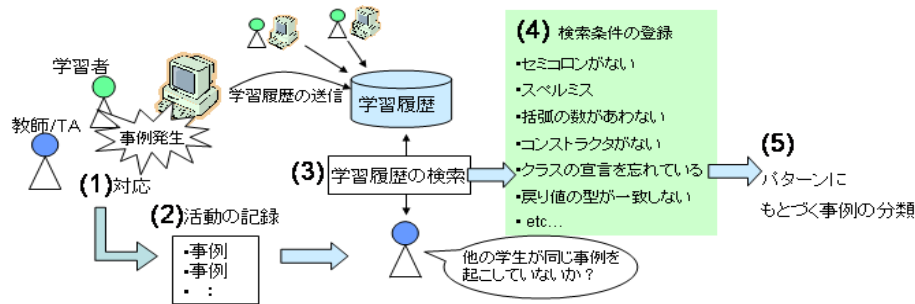 学習者
教師/TA
事例発生
学習履歴の送信
学習履歴
(1)対応
(2)活動の記録
▪事例
▪事例
▪ :
(3)
学習履歴の検索
他の学生が同じ事例を
起こしていないか?
(4) 検索条件の登録
▪セミコロンがない
▪スペルミス
▪括弧の数があわない
▪コンストラクタがない
▪クラスの宣言を忘れている
▪戻り値の型が一致しない
▪ etc…
(5)
パターンに
もとづく事例の分類